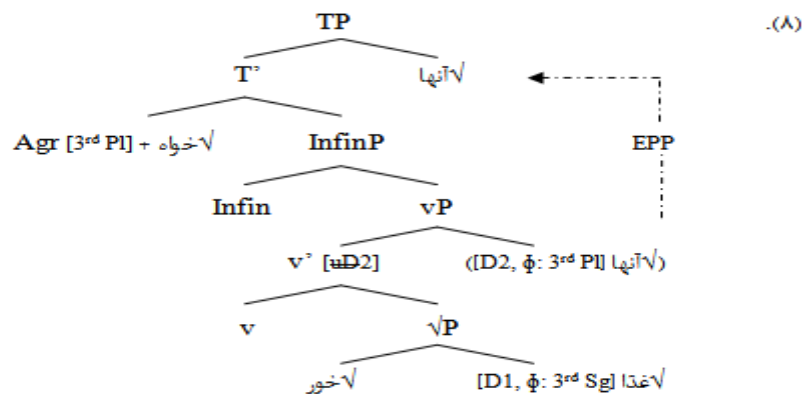 .(۸)
TP
T’ √آنها
Agr [3rd Pl] + √خواه InfinP EPP
Infin vP
v’ [uD2] ([D2, ϕ: 3rd Pl] √آنها)
v √P
√خور [D1, ϕ: 3rd Sg] √غذا